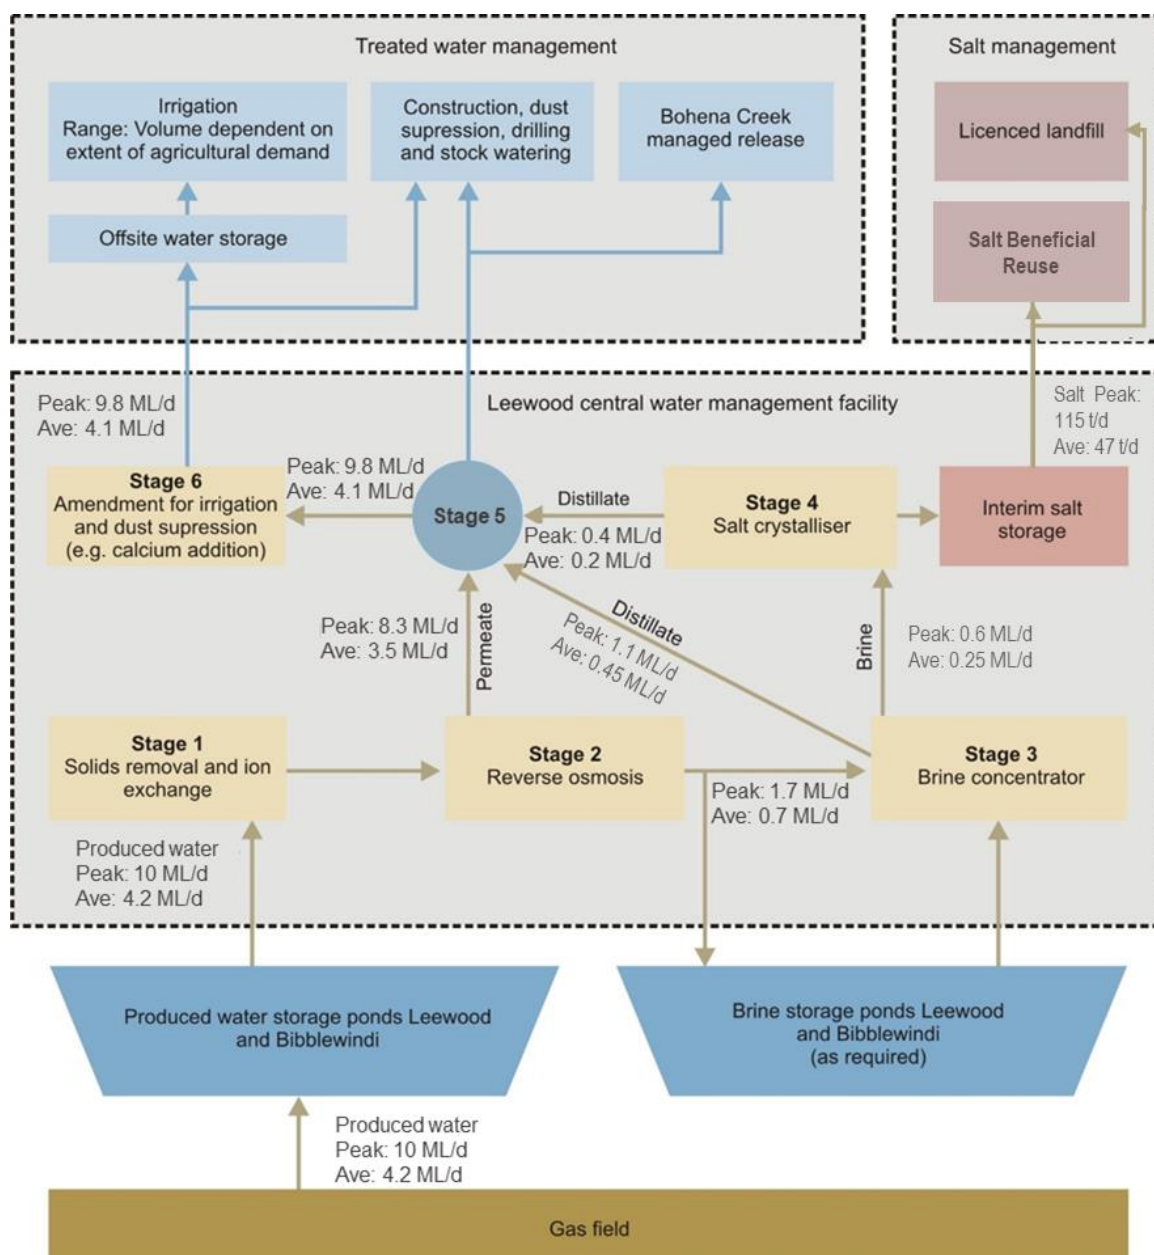 Treated water management
Salt management
Irrigation
Range: Volume dependent on
extent of agricultural demand
Construction, dust
supression, drilling
and stock watering
Bohena Creek
managed release
Licenced landfill
Offsite water storage
Salt Beneficial
Reuse
Leewood central water management facility
Peak: 9.8 ML/d
Ave: 4.1 ML/d
Salt Peak:
115 t/d
Ave: 47 t/d
Stage 6
Amendment for irrigation
and dust supression
(e.g. calcium addition)
Peak: 9.8 ML/d
Ave: 4.1 ML/d
Stage 5
Distillate
Peak: 0.4 ML/d
Ave: 0.2 ML/d
Stage 4
Salt crystalliser
Interim salt
storage
Peak: 8.3 ML/d
Ave: 3.5 ML/d
Permeate
Distillate
Peak: 1.1 ML/d
Ave: 0.45 ML/d
Brine
Peak: 0.6 ML/d
Ave: 0.25 ML/d
Stage 1
Solids removal and ion
exchange
Stage 2
Reverse osmosis
Peak: 1.7 ML/d
Ave: 0.7 ML/d
Stage 3
Brine concentrator
Produced water
Peak: 10 ML/d
Ave: 4.2 ML/d
Produced water storage ponds Leewood
and Bibblewindi
Brine storage ponds Leewood
and Bibblewindi
(as required)
Produced water
Peak: 10 ML/d
Ave: 4.2 ML/d
Gas field